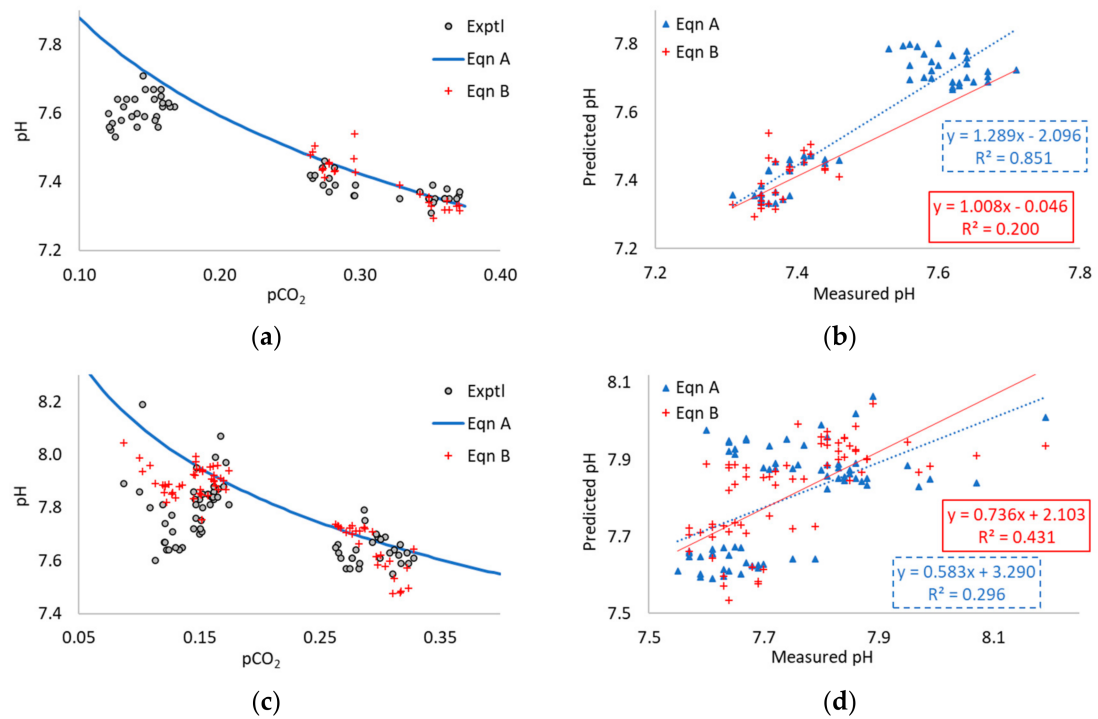 8.0
7.8
7.6
7.4
7.2
pH
0.10
0.20
0.30
0.40
pCO₂
Exptl
Eqn A
Eqn B
(a)
7.8
7.6
7.4
7.2
Predicted pH
7.2
7.4
7.6
7.8
Measured pH
Eqn A
Eqn B
y = 1.289x - 2.096
R² = 0.851
y = 1.008x - 0.046
R² = 0.200
(b)
8.2
8.0
7.8
7.6
7.4
pH
0.05
0.15
0.25
0.35
pCO₂
Exptl
Eqn A
Eqn B
(c)
8.1
7.9
7.7
7.5
Predicted pH
7.5
7.7
7.9
8.1
Measured pH
Eqn A
Eqn B
y = 0.736x + 2.103
R² = 0.431
y = 0.583x + 3.290
R² = 0.296
(d)